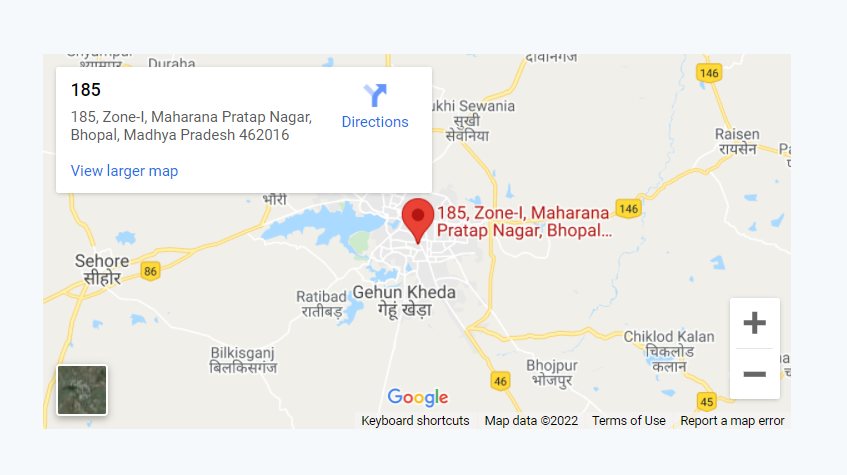 श्यामपुर
Duraha
दीवानगंज
146
185
185, Zone-I, Maharana Pratap Nagar,
Bhopal, Madhya Pradesh 462016
Directions
View larger map
ukhi Sewania
सुखी
सेवनिया
Raisen
रायसेन
भौंरी
185, Zone-I, Maharana
Pratap Nagar, Bhopal...
146
Sehore
सीहोर
86
Ratibad
रातीबड़
Gehun Kheda
गेहूं खेड़ा
Chiklod Kalan
चिकलोड
कलान
Bilkisganj
बिलकिसगंज
Bhojpur
भोजपुर
46
45
Google
Keyboard shortcuts
Map data ©2022
Terms of Use
Report a map error